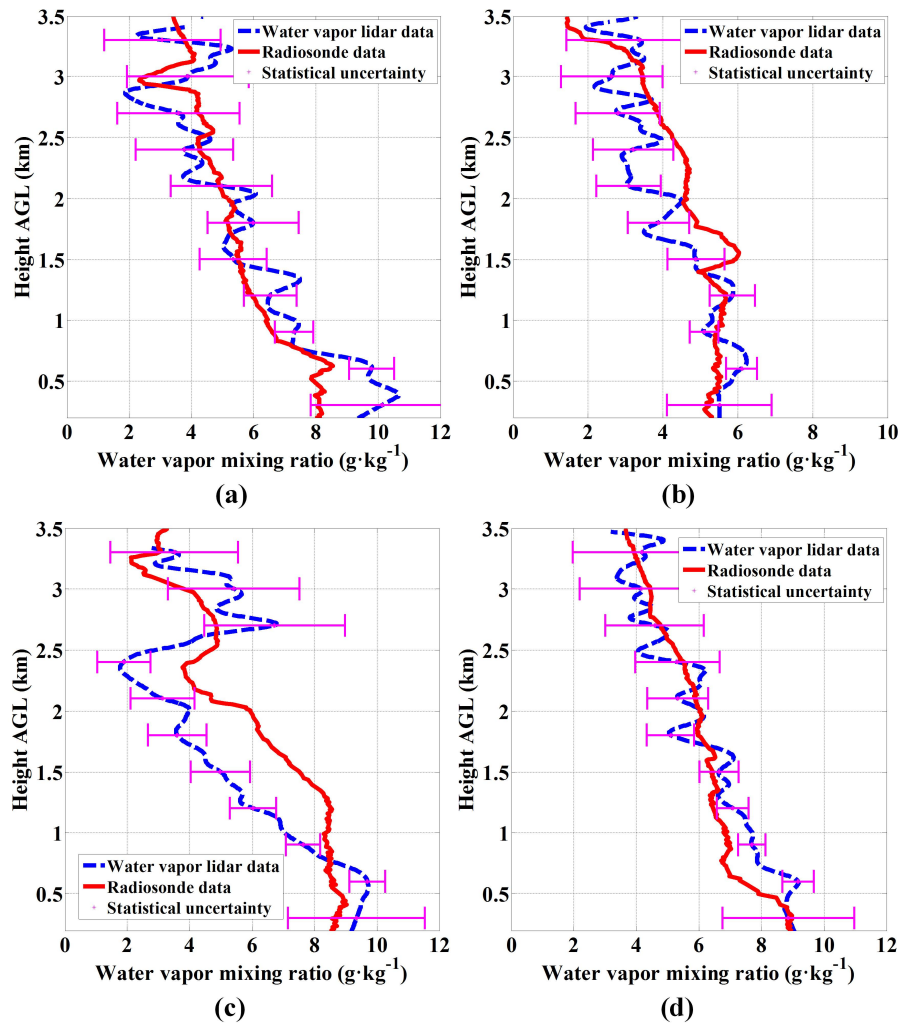 3.5
3
2.5
2
1.5
1
0.5
Height AGL (km)
Water vapor lidar data
Radiosonde data
Statistical uncertainty
0 2 4 6 8 10 12
Water vapor mixing ratio (g·kg-1)
(a)
3.5
3
2.5
2
1.5
1
0.5
Height AGL (km)
Water vapor lidar data
Radiosonde data
Statistical uncertainty
0 2 4 6 8 10
Water vapor mixing ratio (g·kg-1)
(b)
3.5
3
2.5
2
1.5
1
0.5
Height AGL (km)
Water vapor lidar data
Radiosonde data
Statistical uncertainty
0 2 4 6 8 10 12
Water vapor mixing ratio (g·kg-1)
(c)
3.5
3
2.5
2
1.5
1
0.5
Height AGL (km)
Water vapor lidar data
Radiosonde data
Statistical uncertainty
0 2 4 6 8 10 12
Water vapor mixing ratio (g·kg-1)
(d)